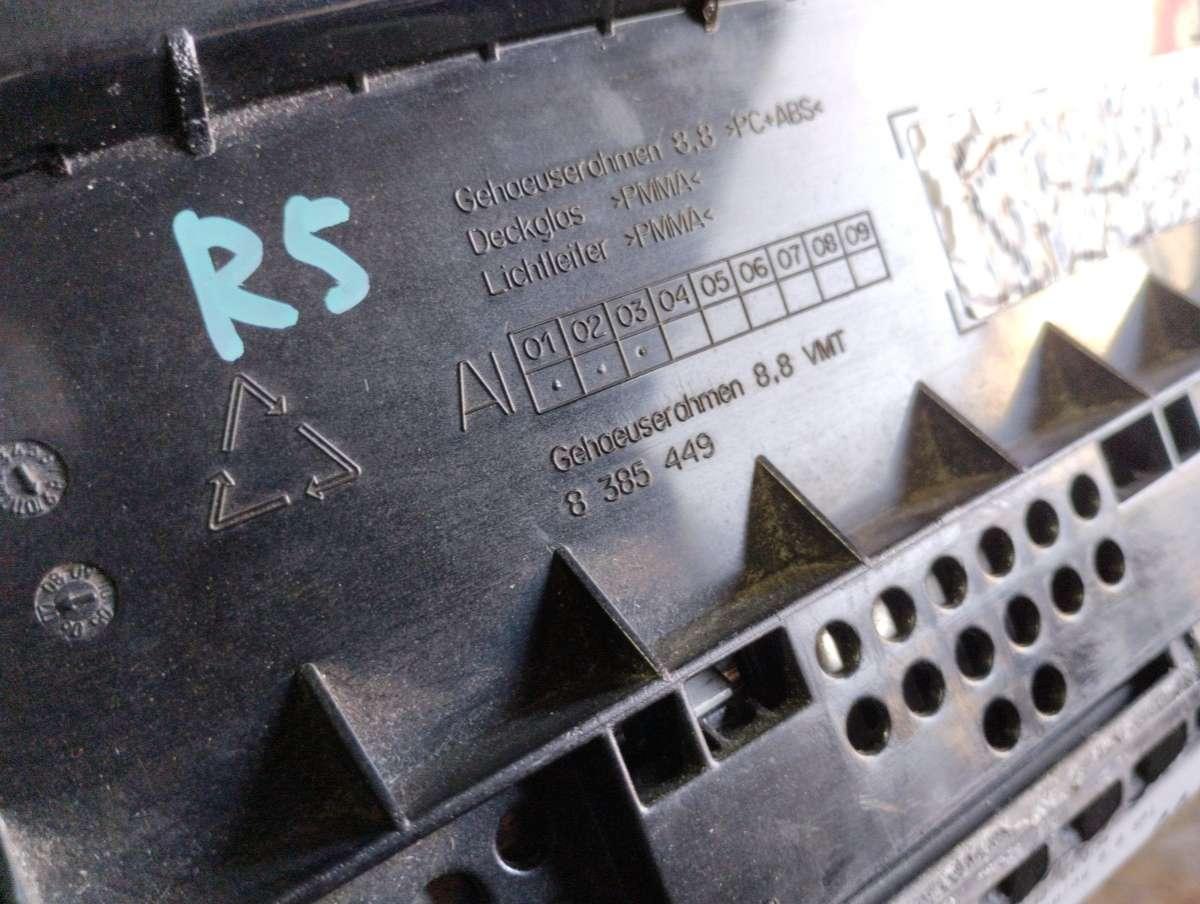 R5
Gehaeuserahmen 8,8 >PC+ABS<
Deckglas >PMMA<
Lichtleiter >PMMA<
AI 01 02 03 04 05 06 07 08 09
Gehaeuserahmen 8,8 VMT
8 385 449